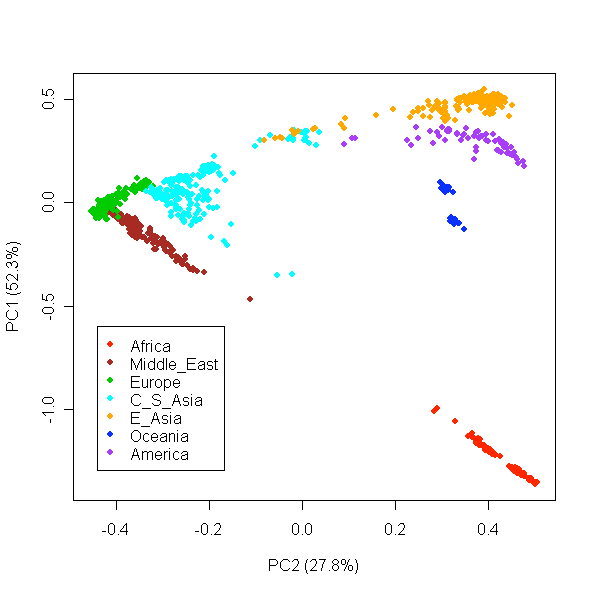 0.5
0.0
-0.5
-1.0
PC1 (52.3%)
Africa
Middle_East
Europe
C_S_Asia
E_Asia
Oceania
America
-0.4 -0.2 0.0 0.2 0.4
PC2 (27.8%)